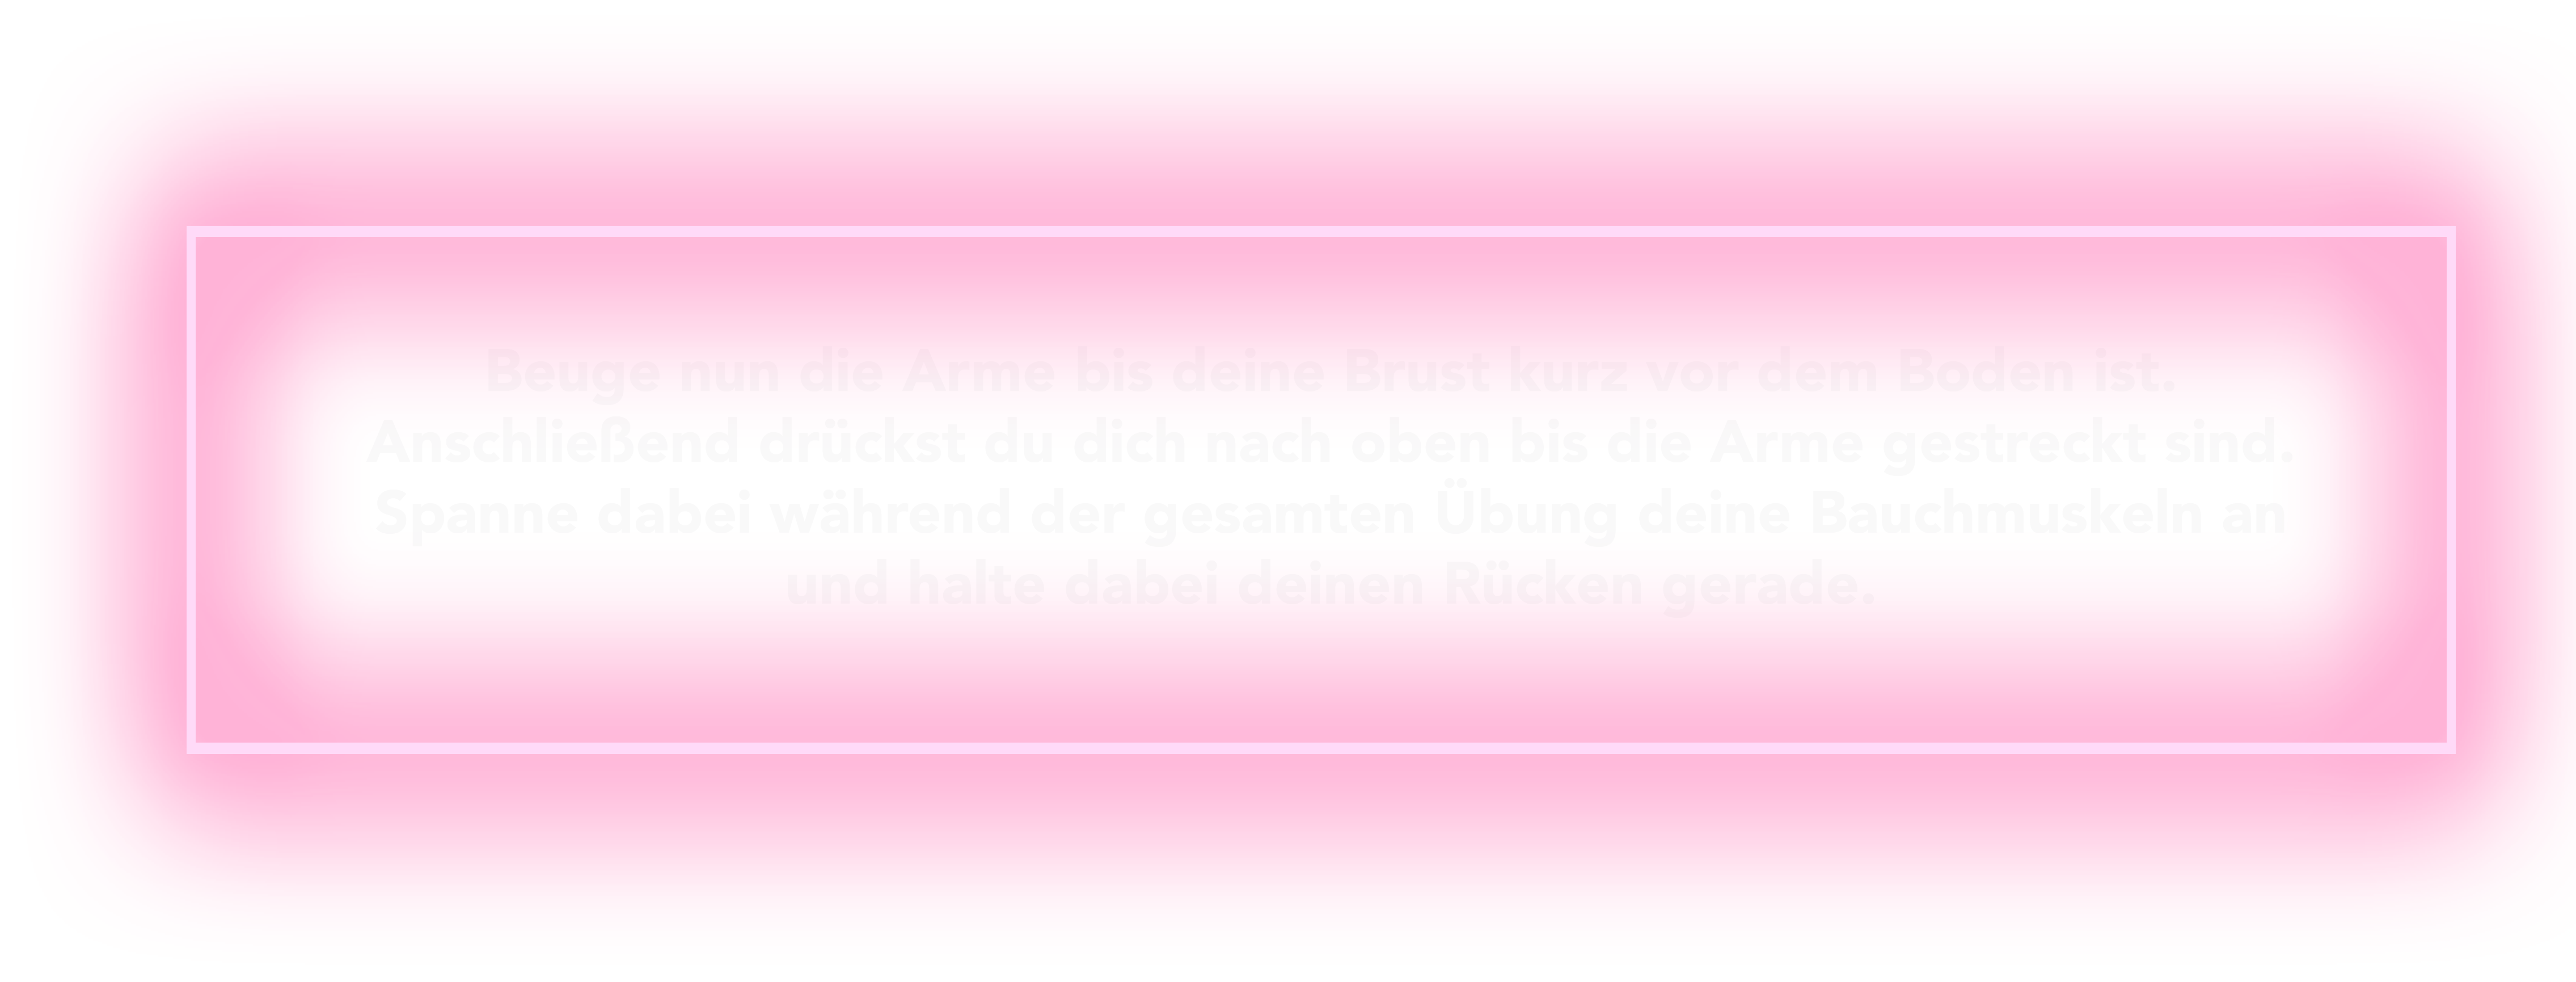 Beuge nun die Arme bis deine Brust kurz vor dem Boden ist.
Anschließend drückst du dich nach oben bis die Arme gestreckt sind.
Spanne dabei während der gesamten Übung deine Bauchmuskeln an
und halte dabei deinen Rücken gerade.